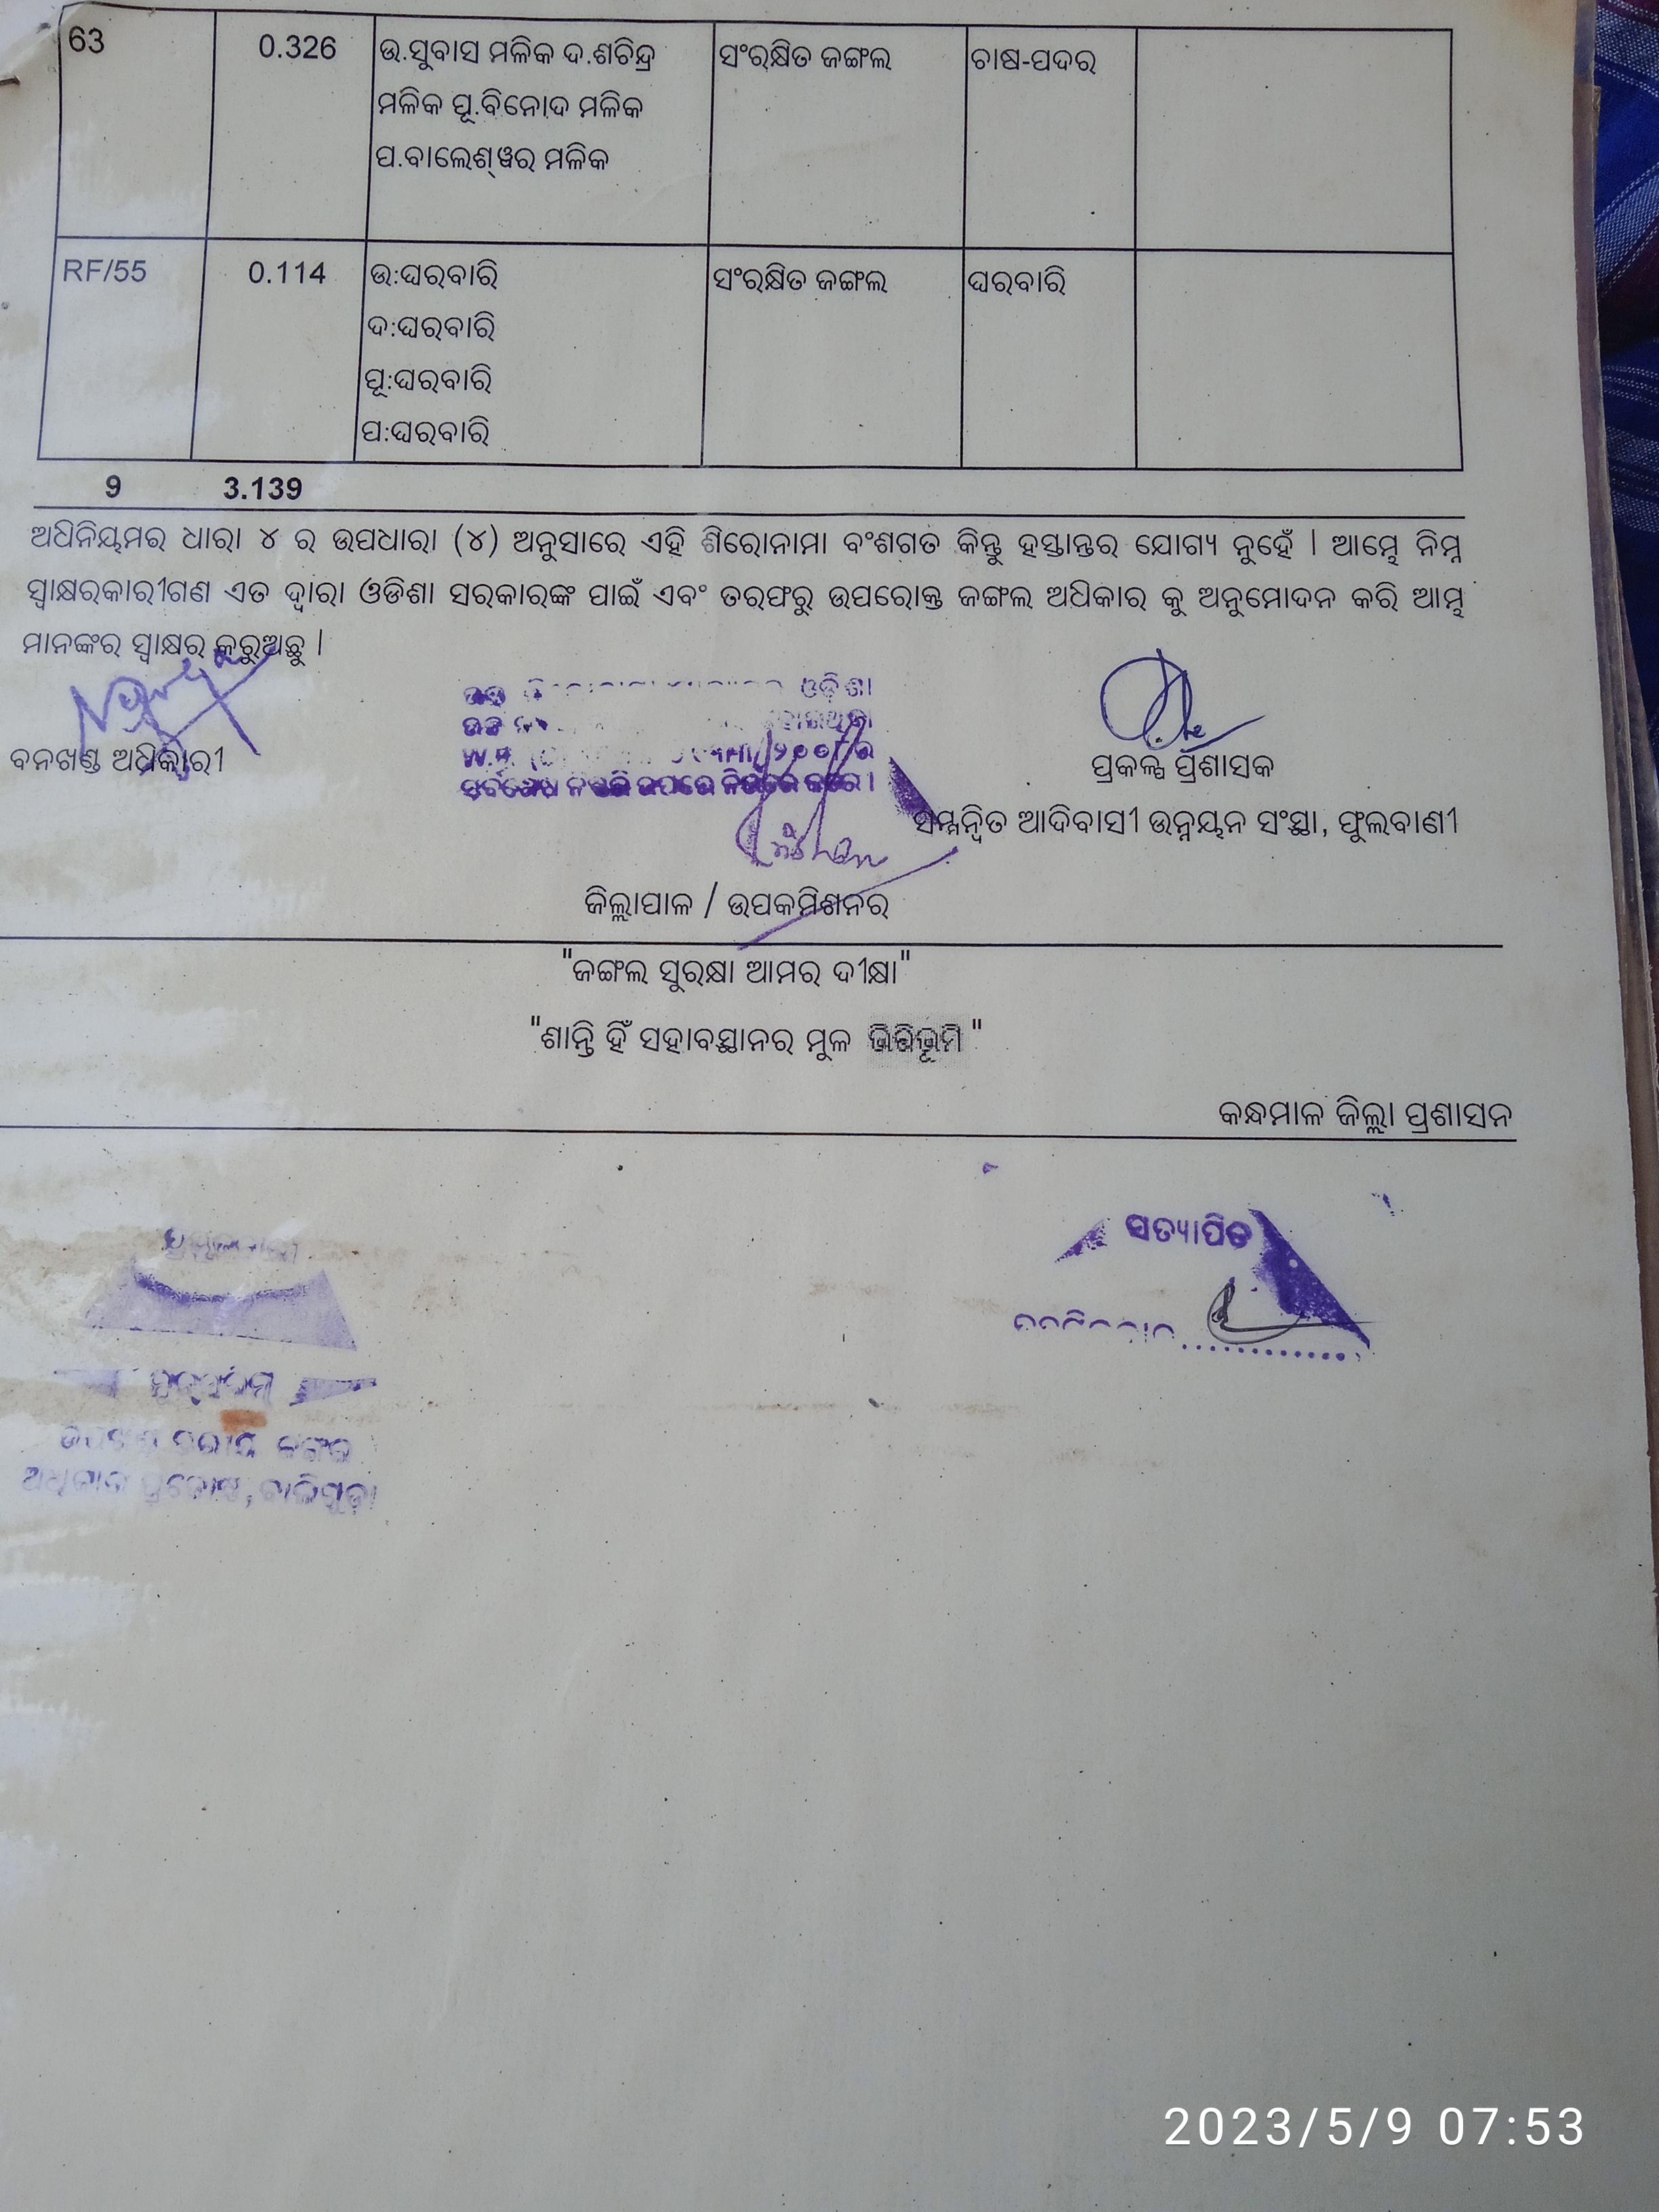 63 0.326 ଉ.ସୁବାସ ମଳିକ ଦ.ଶଚିନ୍ଦ୍ର ସଂରକ୍ଷିତ ଜଙ୍ଗଲ ଚାଷ-ପଦର
ମଳିକ ପୂ.ବିନୋଦ ମଳିକ
ପ.ବାଲେଶ୍ୱର ମଳିକ
RF/55 0.114 ଉ:ଘରବାରି ସଂରକ୍ଷିତ ଜଙ୍ଗଲ ଘରବାରି
ଦ:ଘରବାରି
ପୂ:ଘରବାରି
ପ:ଘରବାରି
9 3.139
ଅଧିନିୟମର ଧାରା ୪ ର ଉପଧାରା (୪) ଅନୁସାରେ ଏହି ଶିରୋନାମା ବଂଶଗତ କିନ୍ତୁ ହସ୍ତାନ୍ତର ଯୋଗ୍ୟ ନୁହେଁ । ଆମ୍ଭେ ନିମ୍ନ
ସ୍ୱାକ୍ଷରକାରୀଗଣ ଏତ ଦ୍ୱାରା ଓଡିଶା ସରକାରଙ୍କ ପାଇଁ ଏବଂ ତରଫରୁ ଉପରୋକ୍ତ ଜଙ୍ଗଲ ଅଧିକାର କୁ ଅନୁମୋଦନ କରି ଆମ୍ଭ
ମାନଙ୍କର ସ୍ୱାକ୍ଷର କରୁଅଛୁ ।
ଓଡ଼ିଶା
ବନଖଣ୍ଡ ଅଧିକାରୀ
ପ୍ରକଳ୍ପ ପ୍ରଶାସକ
ସମ୍ନନ୍ୱିତ ଆଦିବାସୀ ଉନ୍ନୟନ ସଂସ୍ଥା, ଫୁଲବାଣୀ
ଜିଲ୍ଲାପାଳ / ଉପକମିଶନର
"ଜଙ୍ଗଲ ସୁରକ୍ଷା ଆମର ଦୀକ୍ଷା"
"ଶାନ୍ତି ହିଁ ସହାବସ୍ଥାନର ମୁଳ ଭିତିଭୂମି "
କନ୍ଧମାଳ ଜିଲ୍ଲା ପ୍ରଶାସନ
ସତ୍ୟାପିତ
2023/5/9 07:53